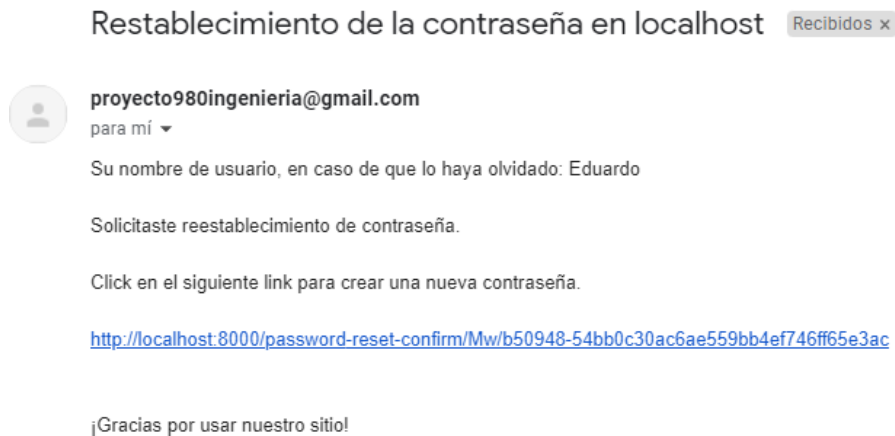 Restablecimiento de la contraseña en localhost Recibidos x
proyecto980ingenieria@gmail.com
para mí
Su nombre de usuario, en caso de que lo haya olvidado: Eduardo
Solicitaste reestablecimiento de contraseña.
Click en el siguiente link para crear una nueva contraseña.
http://localhost:8000/password-reset-confirm/Mw/b50948-54bb0c30ac6ae559bb4ef746ff65e3ac
¡Gracias por usar nuestro sitio!